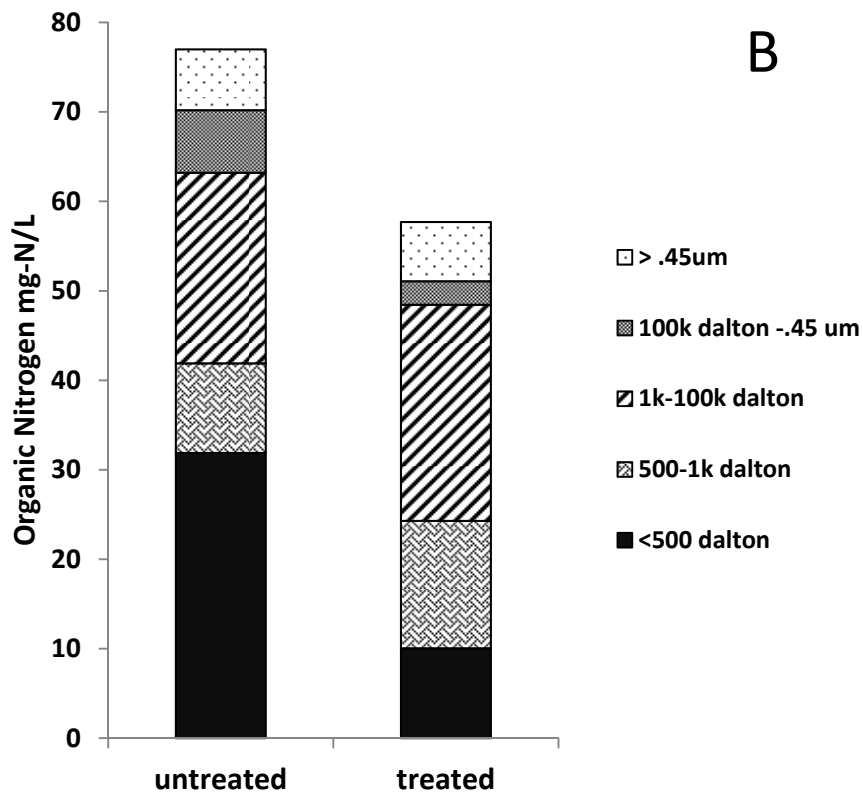 B
Organic Nitrogen mg-N/L
80
70
60
50
40
30
20
10
0
untreated
treated
> .45um
100k dalton -.45 um
1k-100k dalton
500-1k dalton
<500 dalton